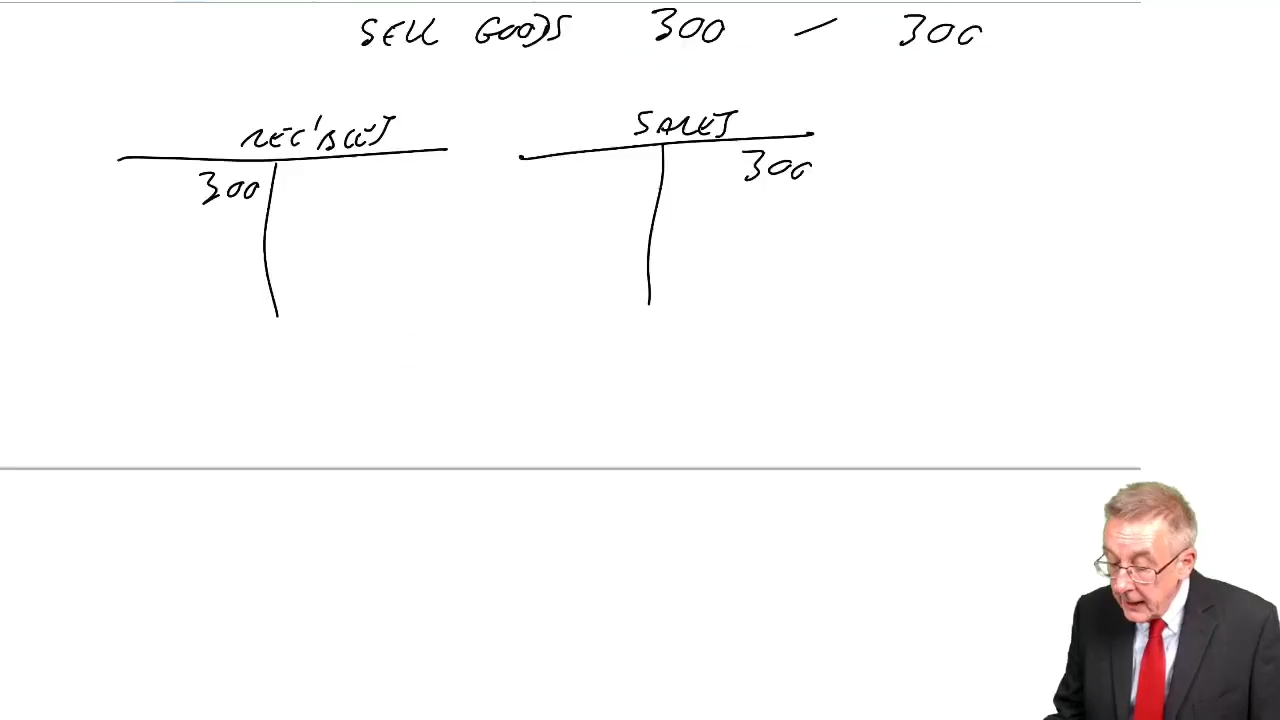 SELL GOODS 300 – 300
REC'BLES SALES
300 300